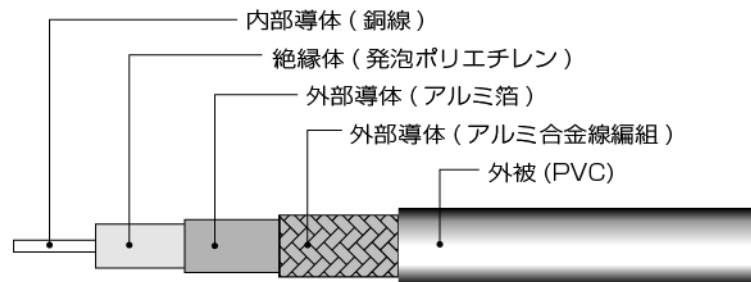 内部導体 ( 銅線 )
絶縁体 ( 発泡ポリエチレン )
外部導体 ( アルミ箔 )
外部導体 ( アルミ合金線編組 )
外被 (PVC)